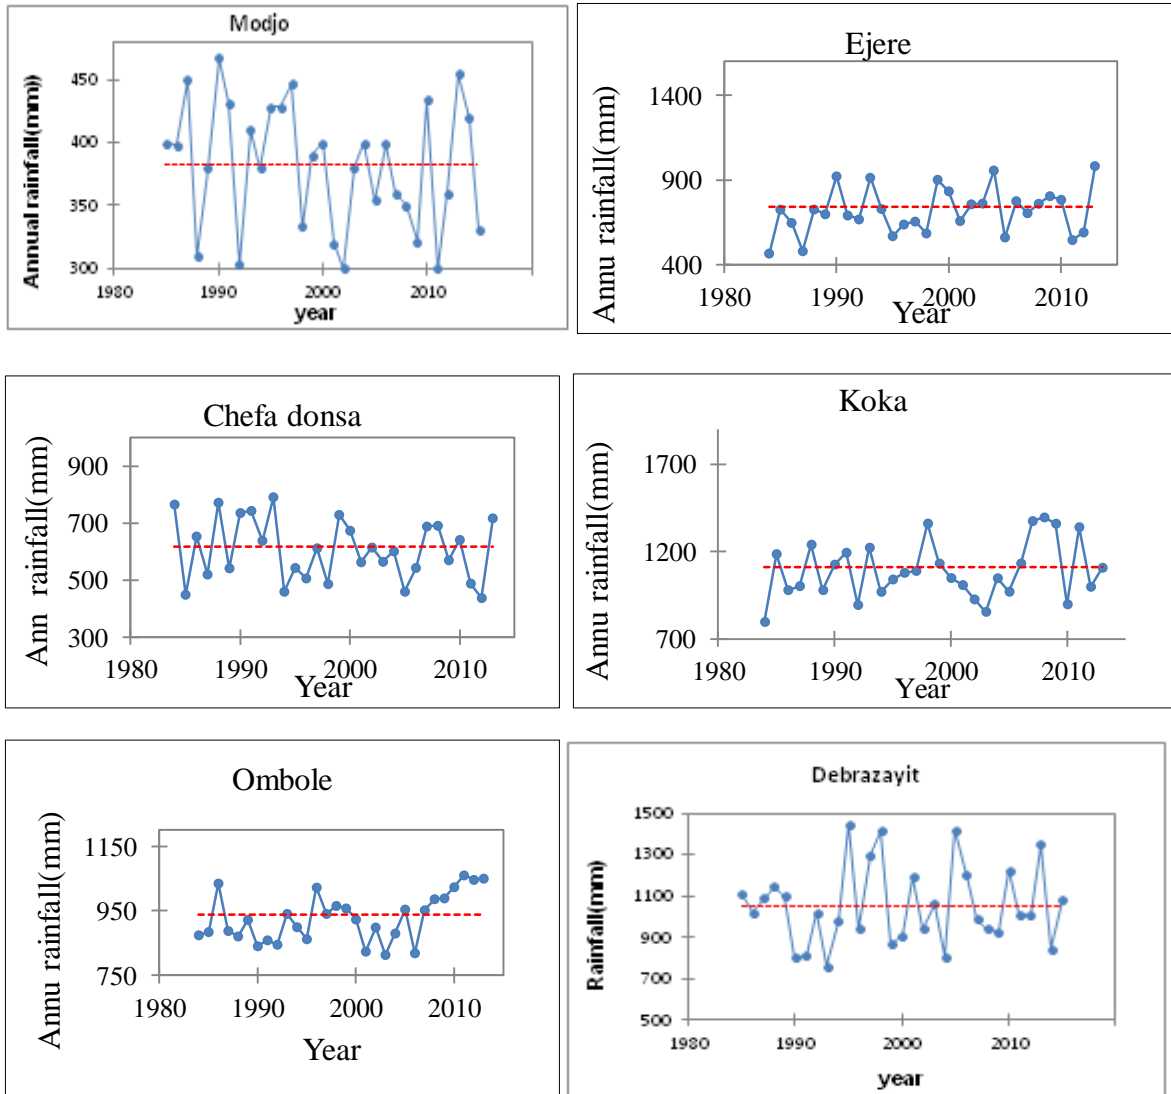 Modjo
Annual rainfall(mm))
450
400
350
300
1980
1990
2000
2010
year
Ejere
Annu rainfall(mm)
1400
900
400
1980
1990
2000
2010
Year
Chefa donsa
Ann rainfall(mm)
900
700
500
300
1980
1990
2000
2010
Year
Koka
Annu rainfall(mm)
1700
1200
700
1980
1990
2000
2010
Year
Ombole
Annu rainfall(mm)
1150
950
750
1980
1990
2000
2010
Year
Debrazayit
Rainfall(mm)
1500
1300
1100
900
700
500
1980
1990
2000
2010
year